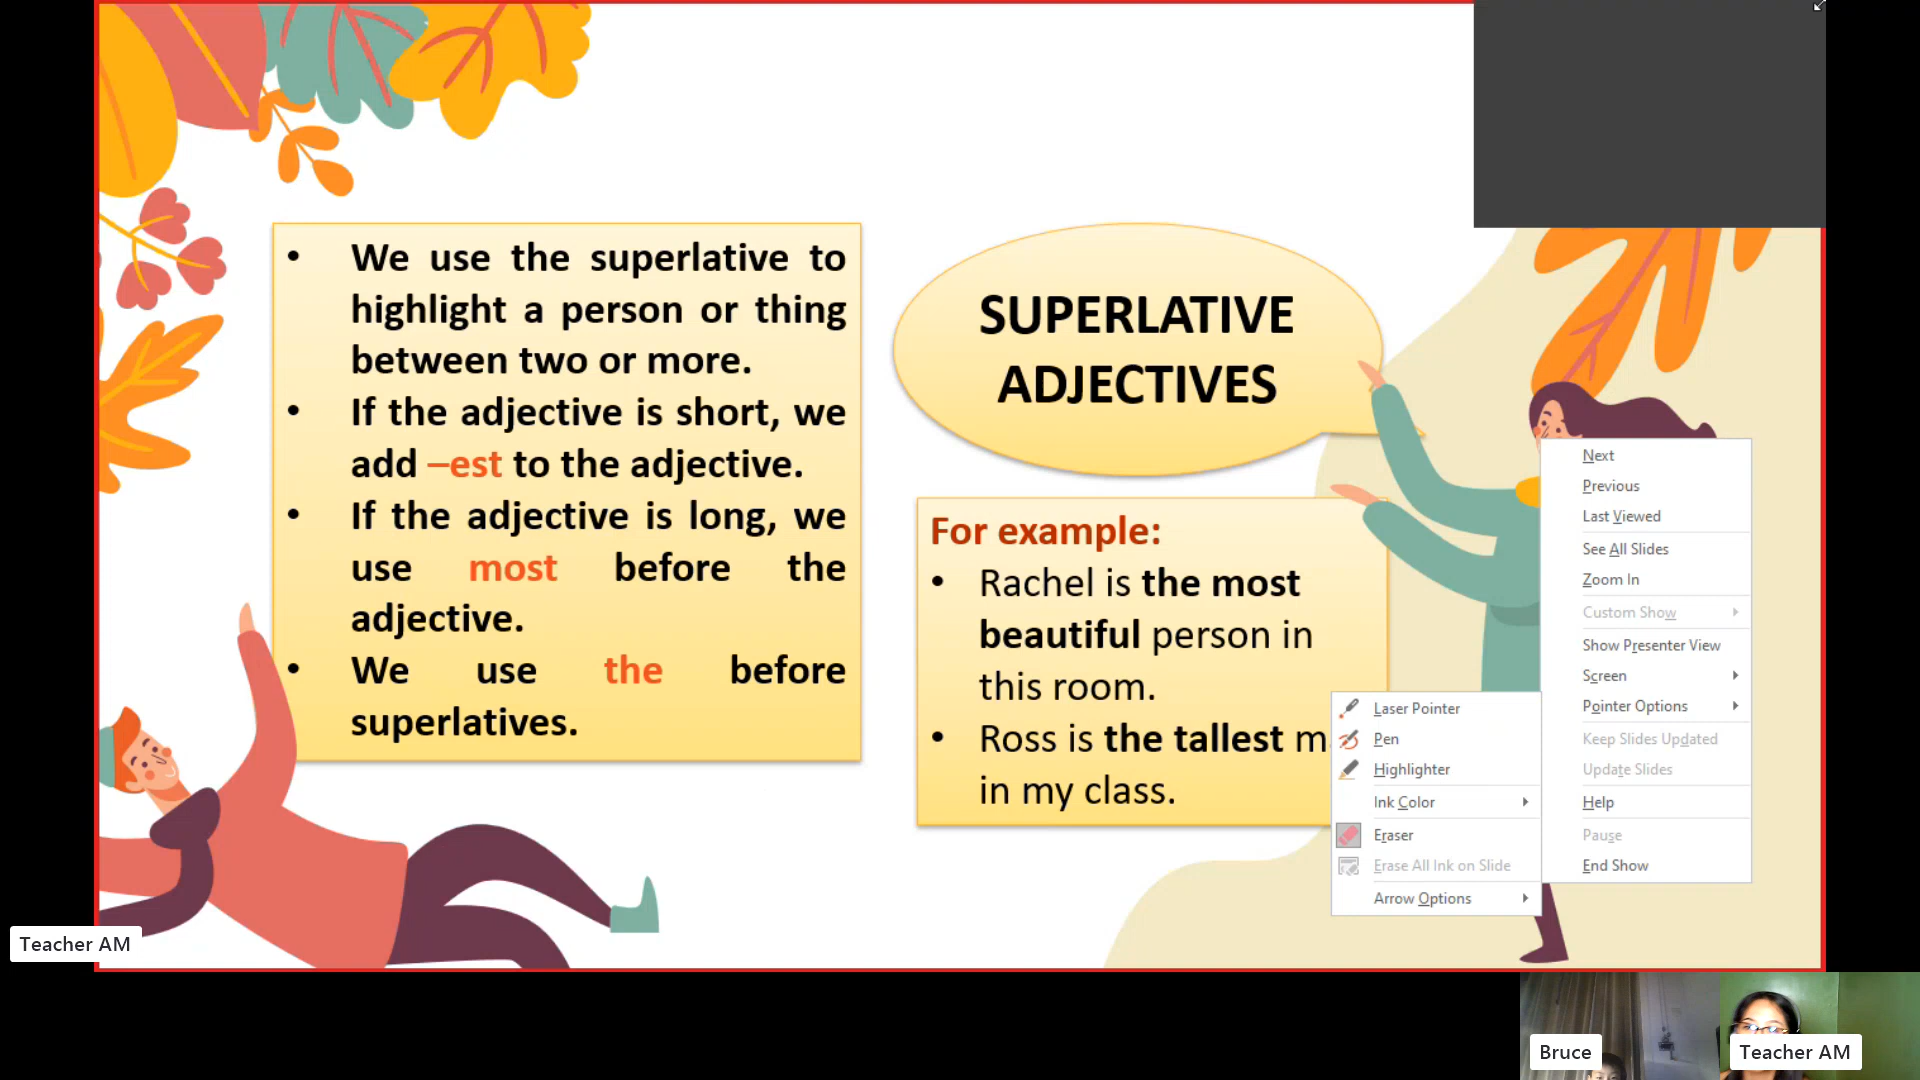 • We use the superlative to
highlight a person or thing
between two or more.
• If the adjective is short, we
add –est to the adjective.
• If the adjective is long, we
use most before the
adjective.
• We use the before
superlatives.
SUPERLATIVE
ADJECTIVES
For example:
• Rachel is the most
beautiful person in
this room.
• Ross is the tallest m
in my class.
Next
Previous
Last Viewed
See All Slides
Zoom In
Custom Show
Show Presenter View
Screen
Pointer Options
Keep Slides Updated
Update Slides
Help
Pause
End Show
Laser Pointer
Pen
Highlighter
Ink Color
Eraser
Erase All Ink on Slide
Arrow Options
Teacher AM
Bruce
Teacher AM